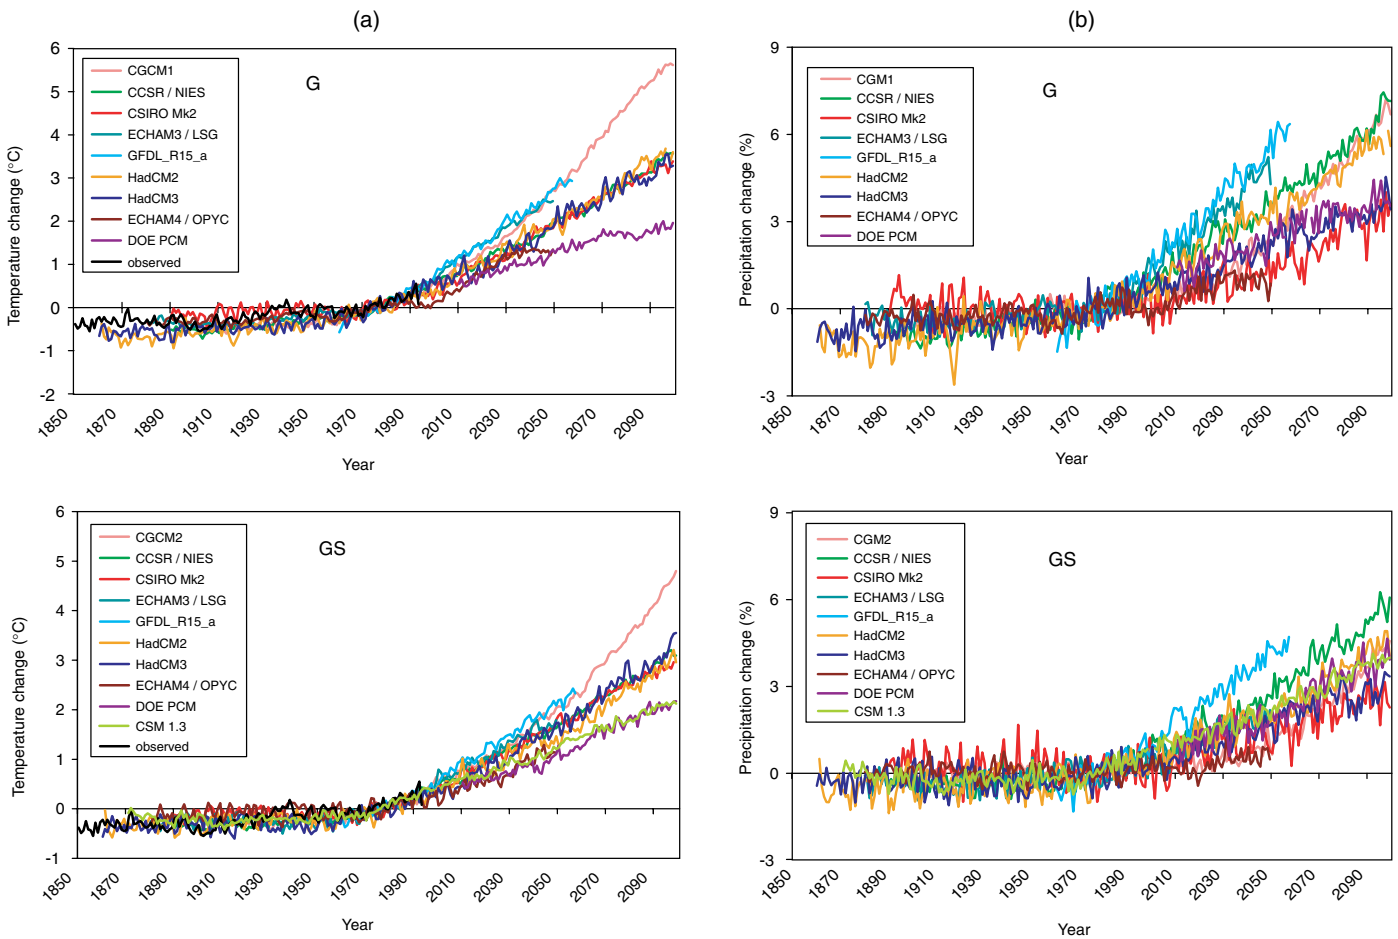 (a)
G
CGCM1
CCSR / NIES
CSIRO Mk2
ECHAM3 / LSG
GFDL_R15_a
HadCM2
HadCM3
ECHAM4 / OPYC
DOE PCM
observed
Temperature change (°C)
6
5
4
3
2
1
0
-1
-2
1850
1870
1890
1910
1930
1950
1970
1990
2010
2030
2050
2070
2090
Year
(b)
G
CGM1
CCSR / NIES
CSIRO Mk2
ECHAM3 / LSG
GFDL_R15_a
HadCM2
HadCM3
ECHAM4 / OPYC
DOE PCM
Precipitation change (%)
9
6
3
0
-3
1850
1870
1890
1910
1930
1950
1970
1990
2010
2030
2050
2070
2090
Year
GS
CGCM2
CCSR / NIES
CSIRO Mk2
ECHAM3 / LSG
GFDL_R15_a
HadCM2
HadCM3
ECHAM4 / OPYC
DOE PCM
CSM 1.3
observed
Temperature change (°C)
6
5
4
3
2
1
0
-1
1850
1870
1890
1910
1930
1950
1970
1990
2010
2030
2050
2070
2090
Year
GS
CGM2
CCSR / NIES
CSIRO Mk2
ECHAM3 / LSG
GFDL_R15_a
HadCM2
HadCM3
ECHAM4 / OPYC
DOE PCM
CSM 1.3
Precipitation change (%)
9
6
3
0
-3
1850
1870
1890
1910
1930
1950
1970
1990
2010
2030
2050
2070
2090
Year